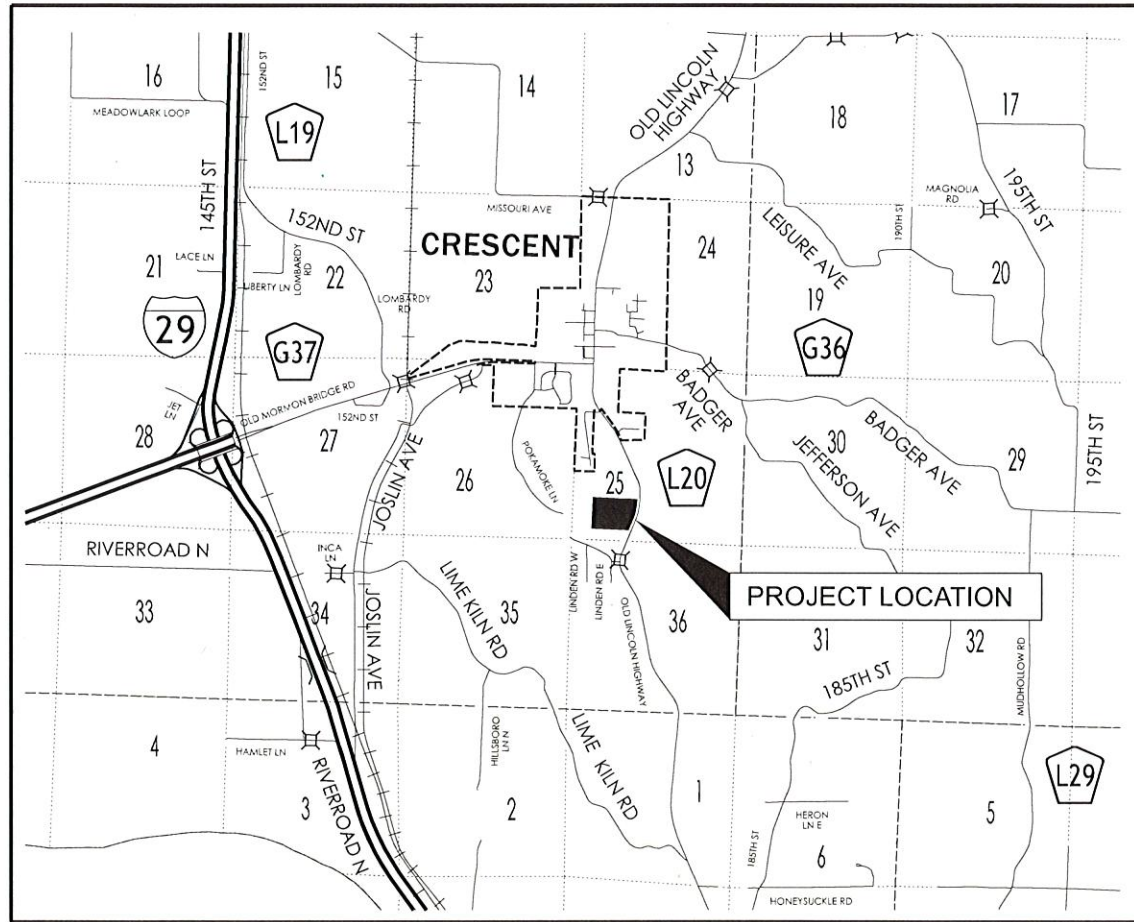 16
152ND ST
15
14
OLD LINCOLN
HIGHWAY
18
17
MEADOWLARK LOOP
L19
13
145TH ST
MISSOURI AVE
MAGNOLIA
RD
195TH ST
152ND ST
CRESCENT
LEISURE AVE
190TH ST
21
LACE LN
LIBERTY LN
LOMBARDY
RD
22
23
24
20
29
LOMBARDY
RD
19
G37
G36
JET
LN
OLD MORMON BRIDGE RD
152ND ST
BADGER
AVE
28
27
JOSLIN AVE
26
POKAMOKE LN
25
L20
30
JEFFERSON AVE
BADGER AVE
29
195TH ST
RIVERROAD N
INCA
LN
LIME KILN RD
LINDEN RD W
LINDEN RD E
PROJECT LOCATION
33
34
JOSLIN AVE
35
OLD LINCOLN HIGHWAY
36
31
32
185TH ST
MUDHOLLOW RD
4
HAMLET LN
HILLSBORO
LN N
LIME KILN RD
L29
3
RIVERROAD N
2
1
185TH ST
HERON
LN E
6
5
HONEYSUCKLE RD